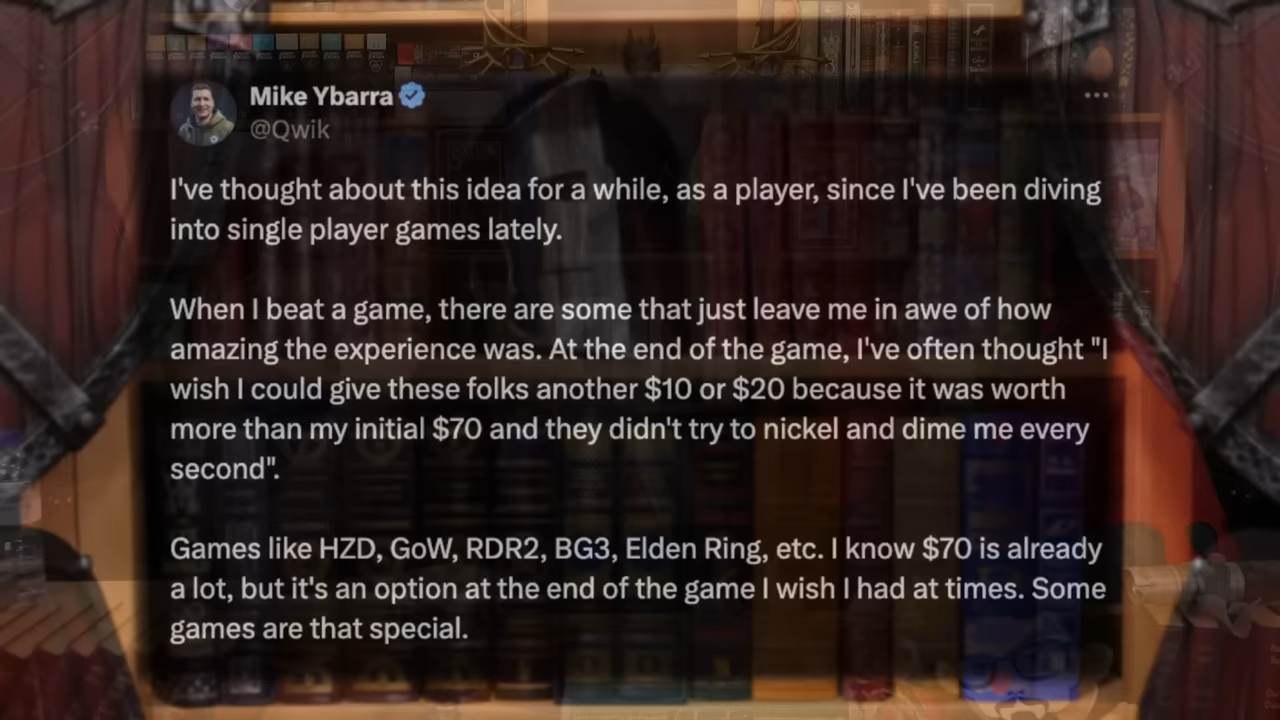 Mike Ybarra
@Qwik
I've thought about this idea for a while, as a player, since I've been diving
into single player games lately.
When I beat a game, there are some that just leave me in awe of how
amazing the experience was. At the end of the game, I've often thought "I
wish I could give these folks another $10 or $20 because it was worth
more than my initial $70 and they didn't try to nickel and dime me every
second".
Games like HZD, GoW, RDR2, BG3, Elden Ring, etc. I know $70 is already
a lot, but it's an option at the end of the game I wish I had at times. Some
games are that special.